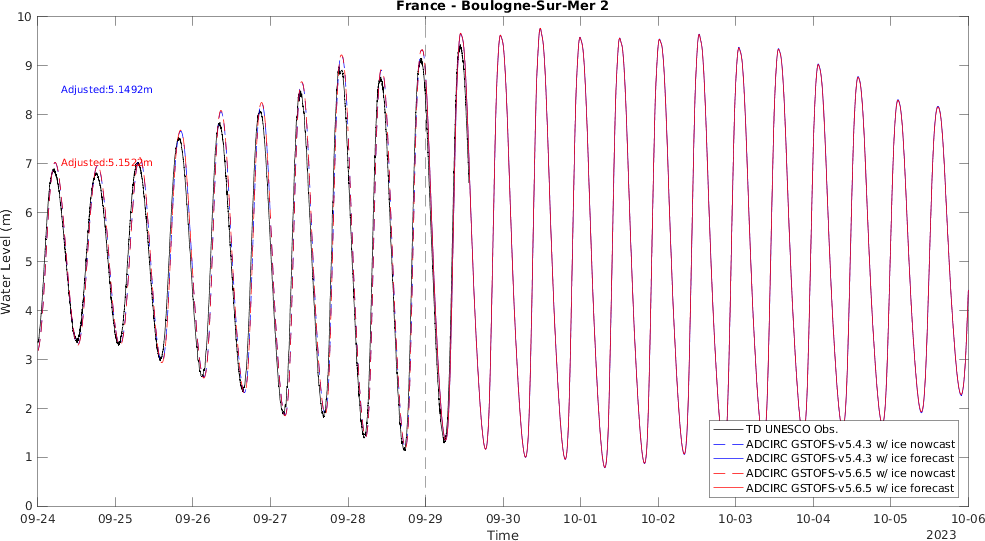 France - Boulogne-Sur-Mer 2
10
9
8
7
6
5
4
3
2
1
0
Water Level (m)
Adjusted:5.1492m
TD UNESCO Obs.
ADCIRC GSTOFS-v5.4.3 w/ ice nowcast
ADCIRC GSTOFS-v5.4.3 w/ ice forecast
ADCIRC GSTOFS-v5.6.5 w/ ice nowcast
ADCIRC GSTOFS-v5.6.5 w/ ice forecast
09-24 09-25 09-26 09-27 09-28 09-29 09-30 10-01 10-02 10-03 10-04 10-05 10-06
Time
2023